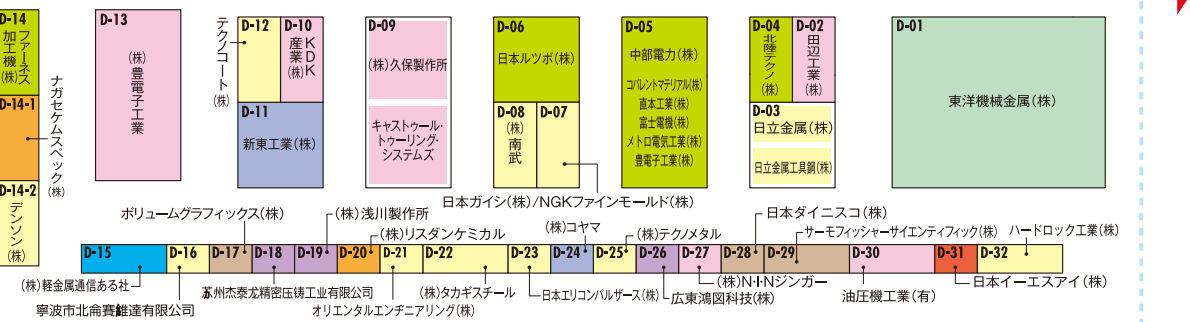 D-14
ファーネス
加工機
(株)
D-14-1
ナガセケムスペック(株)
D-14-2
デンソン
(株)
D-13
(株)豊電子工業
テクノコート(株)
D-12
D-10
KDK
産業(株)
D-11
新東工業(株)
D-09
(株)久保製作所
キャストゥール・
トゥーリング・
システムズ
D-06
日本ルツボ(株)
D-08
(株)南武
D-07
日本ガイシ(株)/NGKファインモールド(株)
D-05
中部電力(株)
コバレントマテリアル(株)
直本工業(株)
富士電機(株)
メトロ電気工業(株)
豊電子工業(株)
D-04
北陸テクノ(株)
D-02
田辺工業(株)
D-03
日立金属(株)
日立金属工具鋼(株)
D-01
東洋機械金属(株)
ボリュームグラフィックス(株)
(株)浅川製作所
(株)リスダンケミカル
(株)コヤマ
(株)テクノメタル
日本ダイニスコ(株)
サーモフィッシャーサイエンティフィック(株)
ハードロック工業(株)
D-15
D-16
D-17
D-18
D-19
D-20
D-21
D-22
D-23
D-24
D-25
D-26
D-27
D-28
D-29
D-30
D-31
D-32
(株)軽金属通信ある社
寧波市北侖賽維達有限公司
苏州杰泰尤精密压铸工业有限公司
オリエンタルエンヂニアリング(株)
(株)タカギスチール
日本エリコンバルザース(株)
広東鴻図科技(株)
(株)N・I・Nジンガー
油圧機工業(有)
日本イーエスアイ(株)